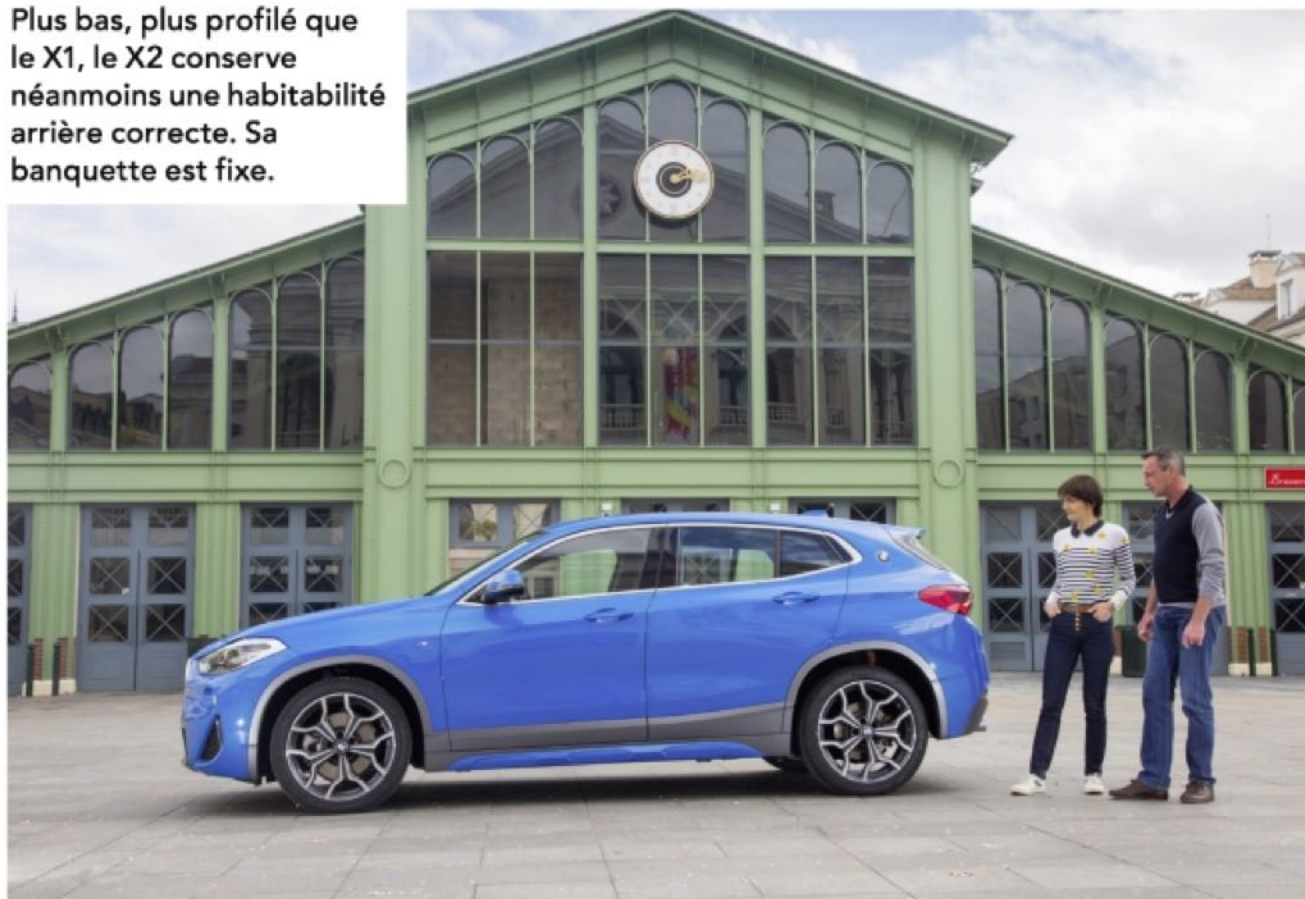 Plus bas, plus profilé que
le X1, le X2 conserve
néanmoins une habitabilité
arrière correcte. Sa
banquette est fixe.